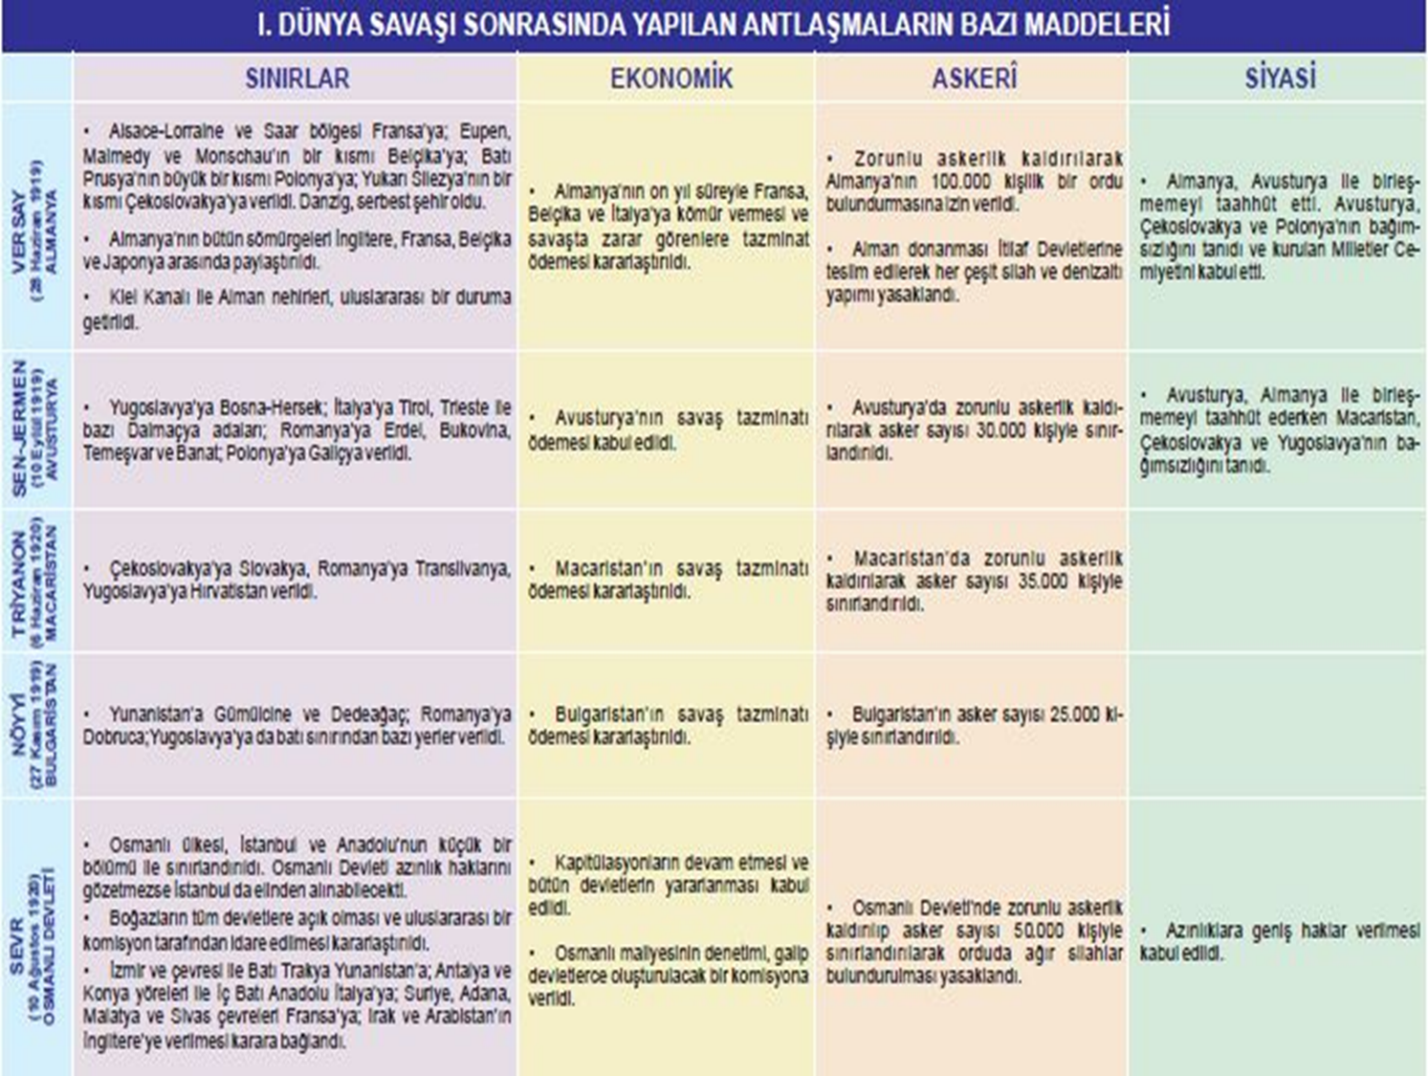 I. DÜNYA SAVAŞI SONRASINDA YAPILAN ANTLAŞMALARIN BAZI MADDELERİ
SINIRLAR
EKONOMİK
ASKERÎ
SİYASİ
VERSAY
(28 Haziran 1919)
ALMANYA
• Alsace-Lorraine ve Saar bölgesi Fransa'ya; Eupen,
Malmedy ve Monschau'ın bir kısmı Belçika'ya; Batı
Prusya'nın büyük bir kısmı Polonya'ya; Yukarı Silezya'nın bir
kısmı Çekoslovakya'ya verildi. Danzig, serbest şehir oldu.
• Almanya'nın bütün sömürgeleri İngiltere, Fransa, Belçika
ve Japonya arasında paylaştırıldı.
• Kiel Kanalı ile Alman nehirleri, uluslararası bir duruma
getirildi.
• Almanya'nın on yıl süreyle Fransa,
Belçika ve İtalya'ya kömür vermesi ve
savaşta zarar görenlere tazminat
ödemesi kararlaştırıldı.
• Zorunlu askerlik kaldırılarak
Almanya'nın 100.000 kişilik bir ordu
bulundurmasına izin verildi.
• Alman donanması İtilaf Devletlerine
teslim edilerek her çeşit silah ve denizaltı
yapımı yasaklandı.
• Almanya, Avusturya ile birleş-
memeyi taahhüt etti. Avusturya,
Çekoslovakya ve Polonya'nın bağım-
sızlığını tanıdı ve kurulan Milletler Ce-
miyetini kabul etti.
SEN-JERMEN
(10 Eylül 1919)
AVUSTURYA
• Yugoslavya'ya Bosna-Hersek; İtalya'ya Tirol, Trieste ile
bazı Dalmaçya adaları; Romanya'ya Erdel, Bukovina,
Temeşvar ve Banat; Polonya'ya Galiçya verildi.
• Avusturya'nın savaş tazminatı
ödemesi kabul edildi.
• Avusturya'da zorunlu askerlik kaldı-
rılarak asker sayısı 30.000 kişiyle sınır-
landırıldı.
• Avusturya, Almanya ile birleş-
memeyi taahhüt ederken Macaristan,
Çekoslovakya ve Yugoslavya'nın ba-
ğımsızlığını tanıdı.
TRİYANON
(6 Haziran 1920)
MACARİSTAN
• Çekoslovakya'ya Slovakya, Romanya'ya Transilvanya,
Yugoslavya'ya Hırvatistan verildi.
• Macaristan'ın savaş tazminatı
ödemesi kararlaştırıldı.
• Macaristan'da zorunlu askerlik
kaldırılarak asker sayısı 35.000 kişiyle
sınırlandırıldı.
NÖYYİ
(27 Kasım 1919)
BULGARİSTAN
• Yunanistan'a Gümülcine ve Dedeağaç; Romanya'ya
Dobruca; Yugoslavya'ya da batı sınırından bazı yerler verildi.
• Bulgaristan'ın savaş tazminatı
ödemesi kararlaştırıldı.
• Bulgaristan'ın asker sayısı 25.000 ki-
şiyle sınırlandırıldı.
SEVR
(10 Ağustos 1920)
OSMANLI DEVLETİ
• Osmanlı ülkesi, İstanbul ve Anadolu'nun küçük bir
bölümü ile sınırlandırıldı. Osmanlı Devleti azınlık haklarını
gözetmezse İstanbul da elinden alınabilecekti.
• Boğazların tüm devletlere açık olması ve uluslararası bir
komisyon tarafından idare edilmesi kararlaştırıldı.
• İzmir ve çevresi ile Batı Trakya Yunanistan'a; Antalya ve
Konya yöreleri ile İç Batı Anadolu İtalya'ya; Suriye, Adana,
Malatya ve Sivas çevreleri Fransa'ya; Irak ve Arabistan'ın
İngiltere'ye verilmesi karara bağlandı.
• Kapitülasyonların devam etmesi ve
bütün devletlerin yararlanması kabul
edildi.
• Osmanlı maliyesinin denetimi, galip
devletlerce oluşturulacak bir komisyona
verildi.
• Osmanlı Devleti'nde zorunlu askerlik
kaldırılıp asker sayısı 50.000 kişiyle
sınırlandırılarak orduda ağır silahlar
bulundurulması yasaklandı.
• Azınlıklara geniş haklar verilmesi
kabul edildi.